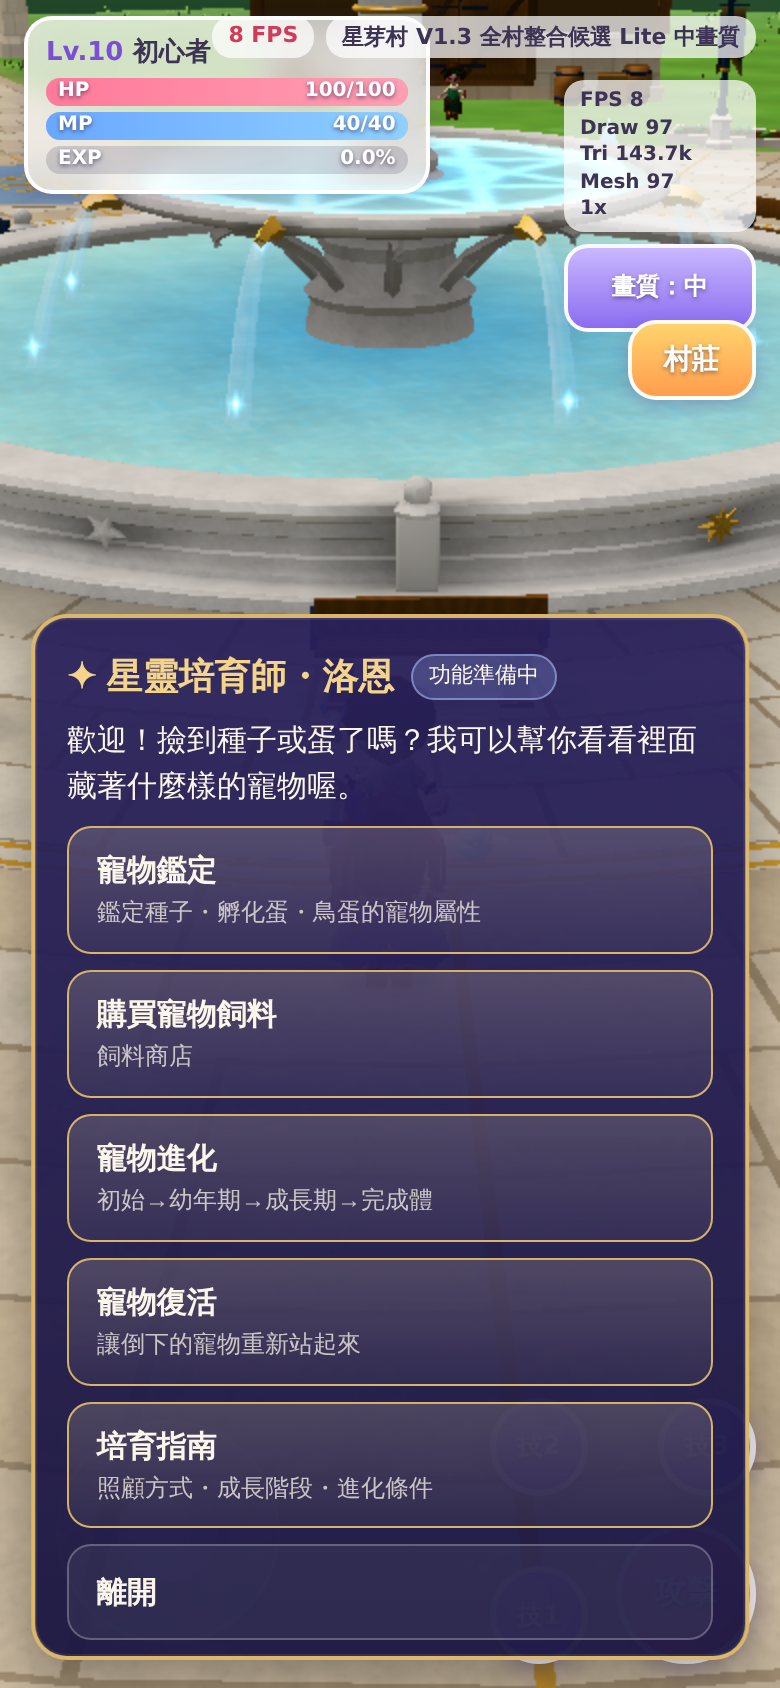 Lv.10 初心者
8 FPS
星芽村 V1.3 全村整合候選 Lite 中畫質
HP 100/100
MP 40/40
EXP 0.0%
FPS 8
Draw 97
Tri 143.7k
Mesh 97
1x
畫質：中
村莊
✦ 星靈培育師・洛恩 功能準備中
歡迎！撿到種子或蛋了嗎？我可以幫你看看裡面
藏著什麼樣的寵物喔。
寵物鑑定
鑑定種子・孵化蛋・鳥蛋的寵物屬性
購買寵物飼料
飼料商店
寵物進化
初始→幼年期→成長期→完成體
寵物復活
讓倒下的寵物重新站起來
培育指南
照顧方式・成長階段・進化條件
技2
技3
離開
技1
攻擊